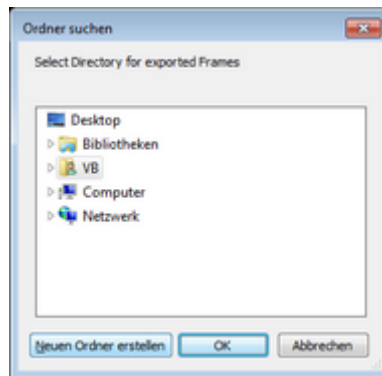 Ordner suchen
Select Directory for exported Frames
Desktop
Bibliotheken
VB
Computer
Netzwerk
Neuen Ordner erstellen
OK
Abbrechen